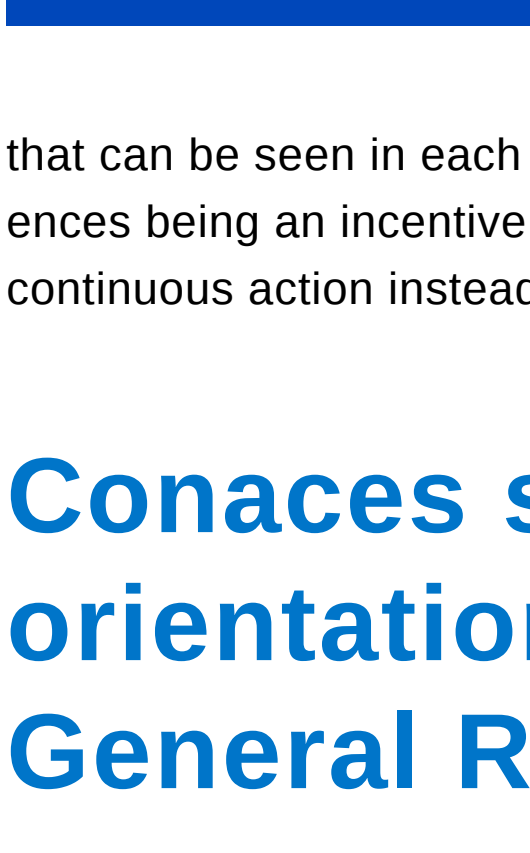 that can be seen in each
ences being an incentive
continuous action instead
Conaces s
orientation
General R